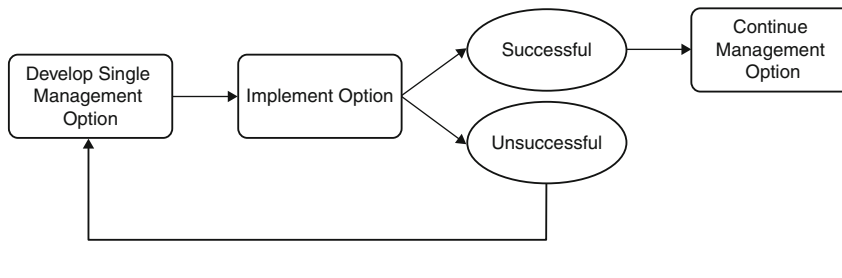 Develop Single
Management
Option
Implement Option
Successful
Unsuccessful
Continue
Management
Option